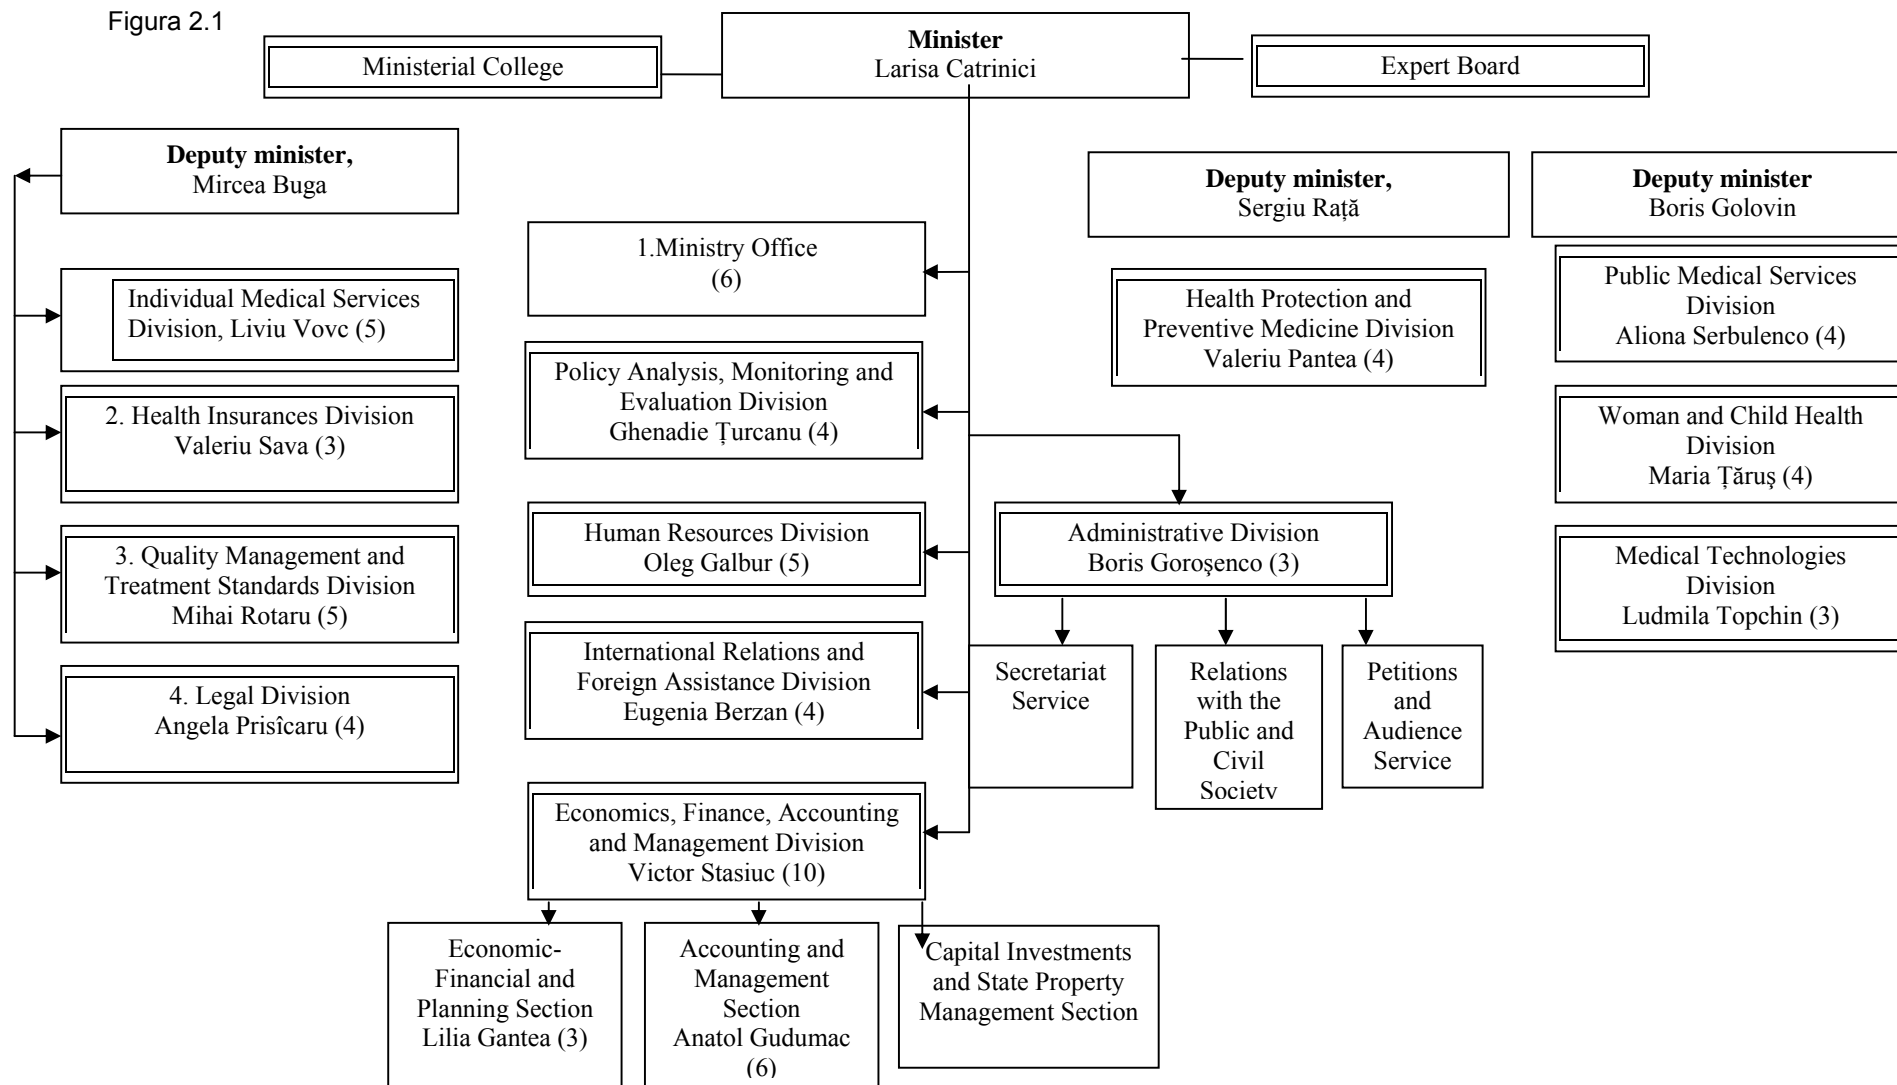 Figura 2.1
Ministerial College
Minister
Larisa Catrinici
Expert Board
Deputy minister,
Mircea Buga
Deputy minister,
Sergiu Rață
Deputy minister
Boris Golovin
Individual Medical Services
Division, Liviu Vovc (5)
2. Health Insurances Division
Valeriu Sava (3)
3. Quality Management and
Treatment Standards Division
Mihai Rotaru (5)
4. Legal Division
Angela Prisîcaru (4)
1.Ministry Office
(6)
Policy Analysis, Monitoring and
Evaluation Division
Ghenadie Țurcanu (4)
Human Resources Division
Oleg Galbur (5)
International Relations and
Foreign Assistance Division
Eugenia Berzan (4)
Economics, Finance, Accounting
and Management Division
Victor Stasiuc (10)
Economic-
Financial and
Planning Section
Lilia Gantea (3)
Accounting and
Management
Section
Anatol Gudumac
(6)
Capital Investments
and State Property
Management Section
Health Protection and
Preventive Medicine Division
Valeriu Pantea (4)
Administrative Division
Boris Goroşenco (3)
Secretariat
Service
Relations
with the
Public and
Civil
Society
Petitions
and
Audience
Service
Public Medical Services
Division
Aliona Serbulenco (4)
Woman and Child Health
Division
Maria Țăruş (4)
Medical Technologies
Division
Ludmila Topchin (3)